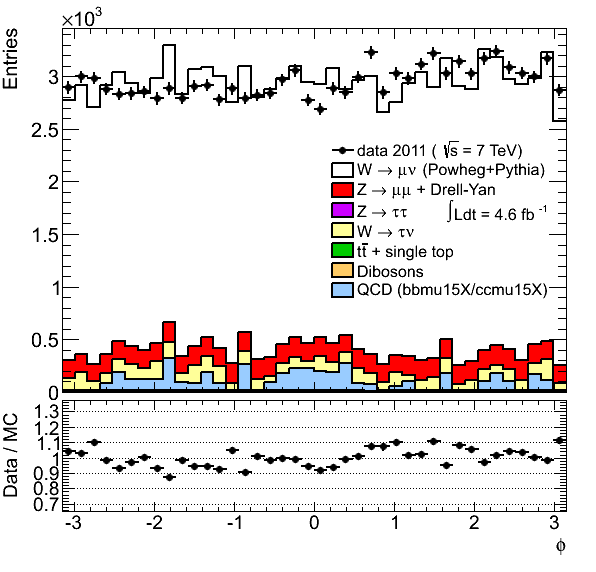 ×10³
Entries
3
2.5
2
1.5
1
0.5
0
data 2011 ( √s = 7 TeV)
W → μν (Powheg+Pythia)
Z → μμ + Drell-Yan
Z → ττ
∫Ldt = 4.6 fb⁻¹
W → τν
tt̄ + single top
Dibosons
QCD (bbmu15X/ccmu15X)
Data / MC
1.3
1.2
1.1
1
0.9
0.8
0.7
-3 -2 -1 0 1 2 3
ϕ